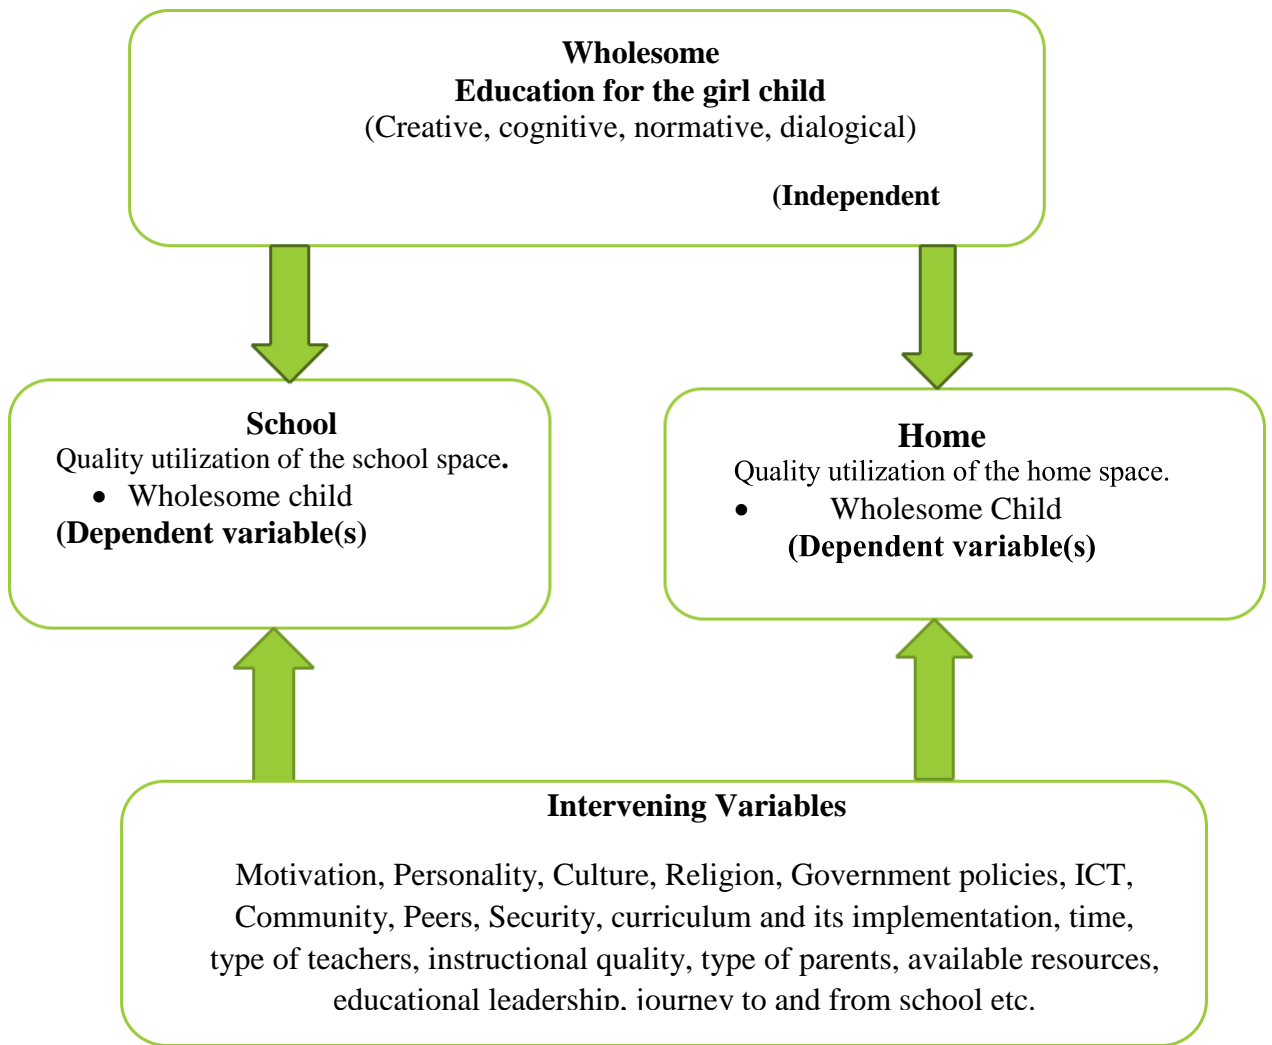 Wholesome
Education for the girl child
(Creative, cognitive, normative, dialogical)
(Independent
School
Quality utilization of the school space.
• Wholesome child
(Dependent variable(s)
Home
Quality utilization of the home space.
• Wholesome Child
(Dependent variable(s)
Intervening Variables
Motivation, Personality, Culture, Religion, Government policies, ICT,
Community, Peers, Security, curriculum and its implementation, time,
type of teachers, instructional quality, type of parents, available resources,
educational leadership, journey to and from school etc.